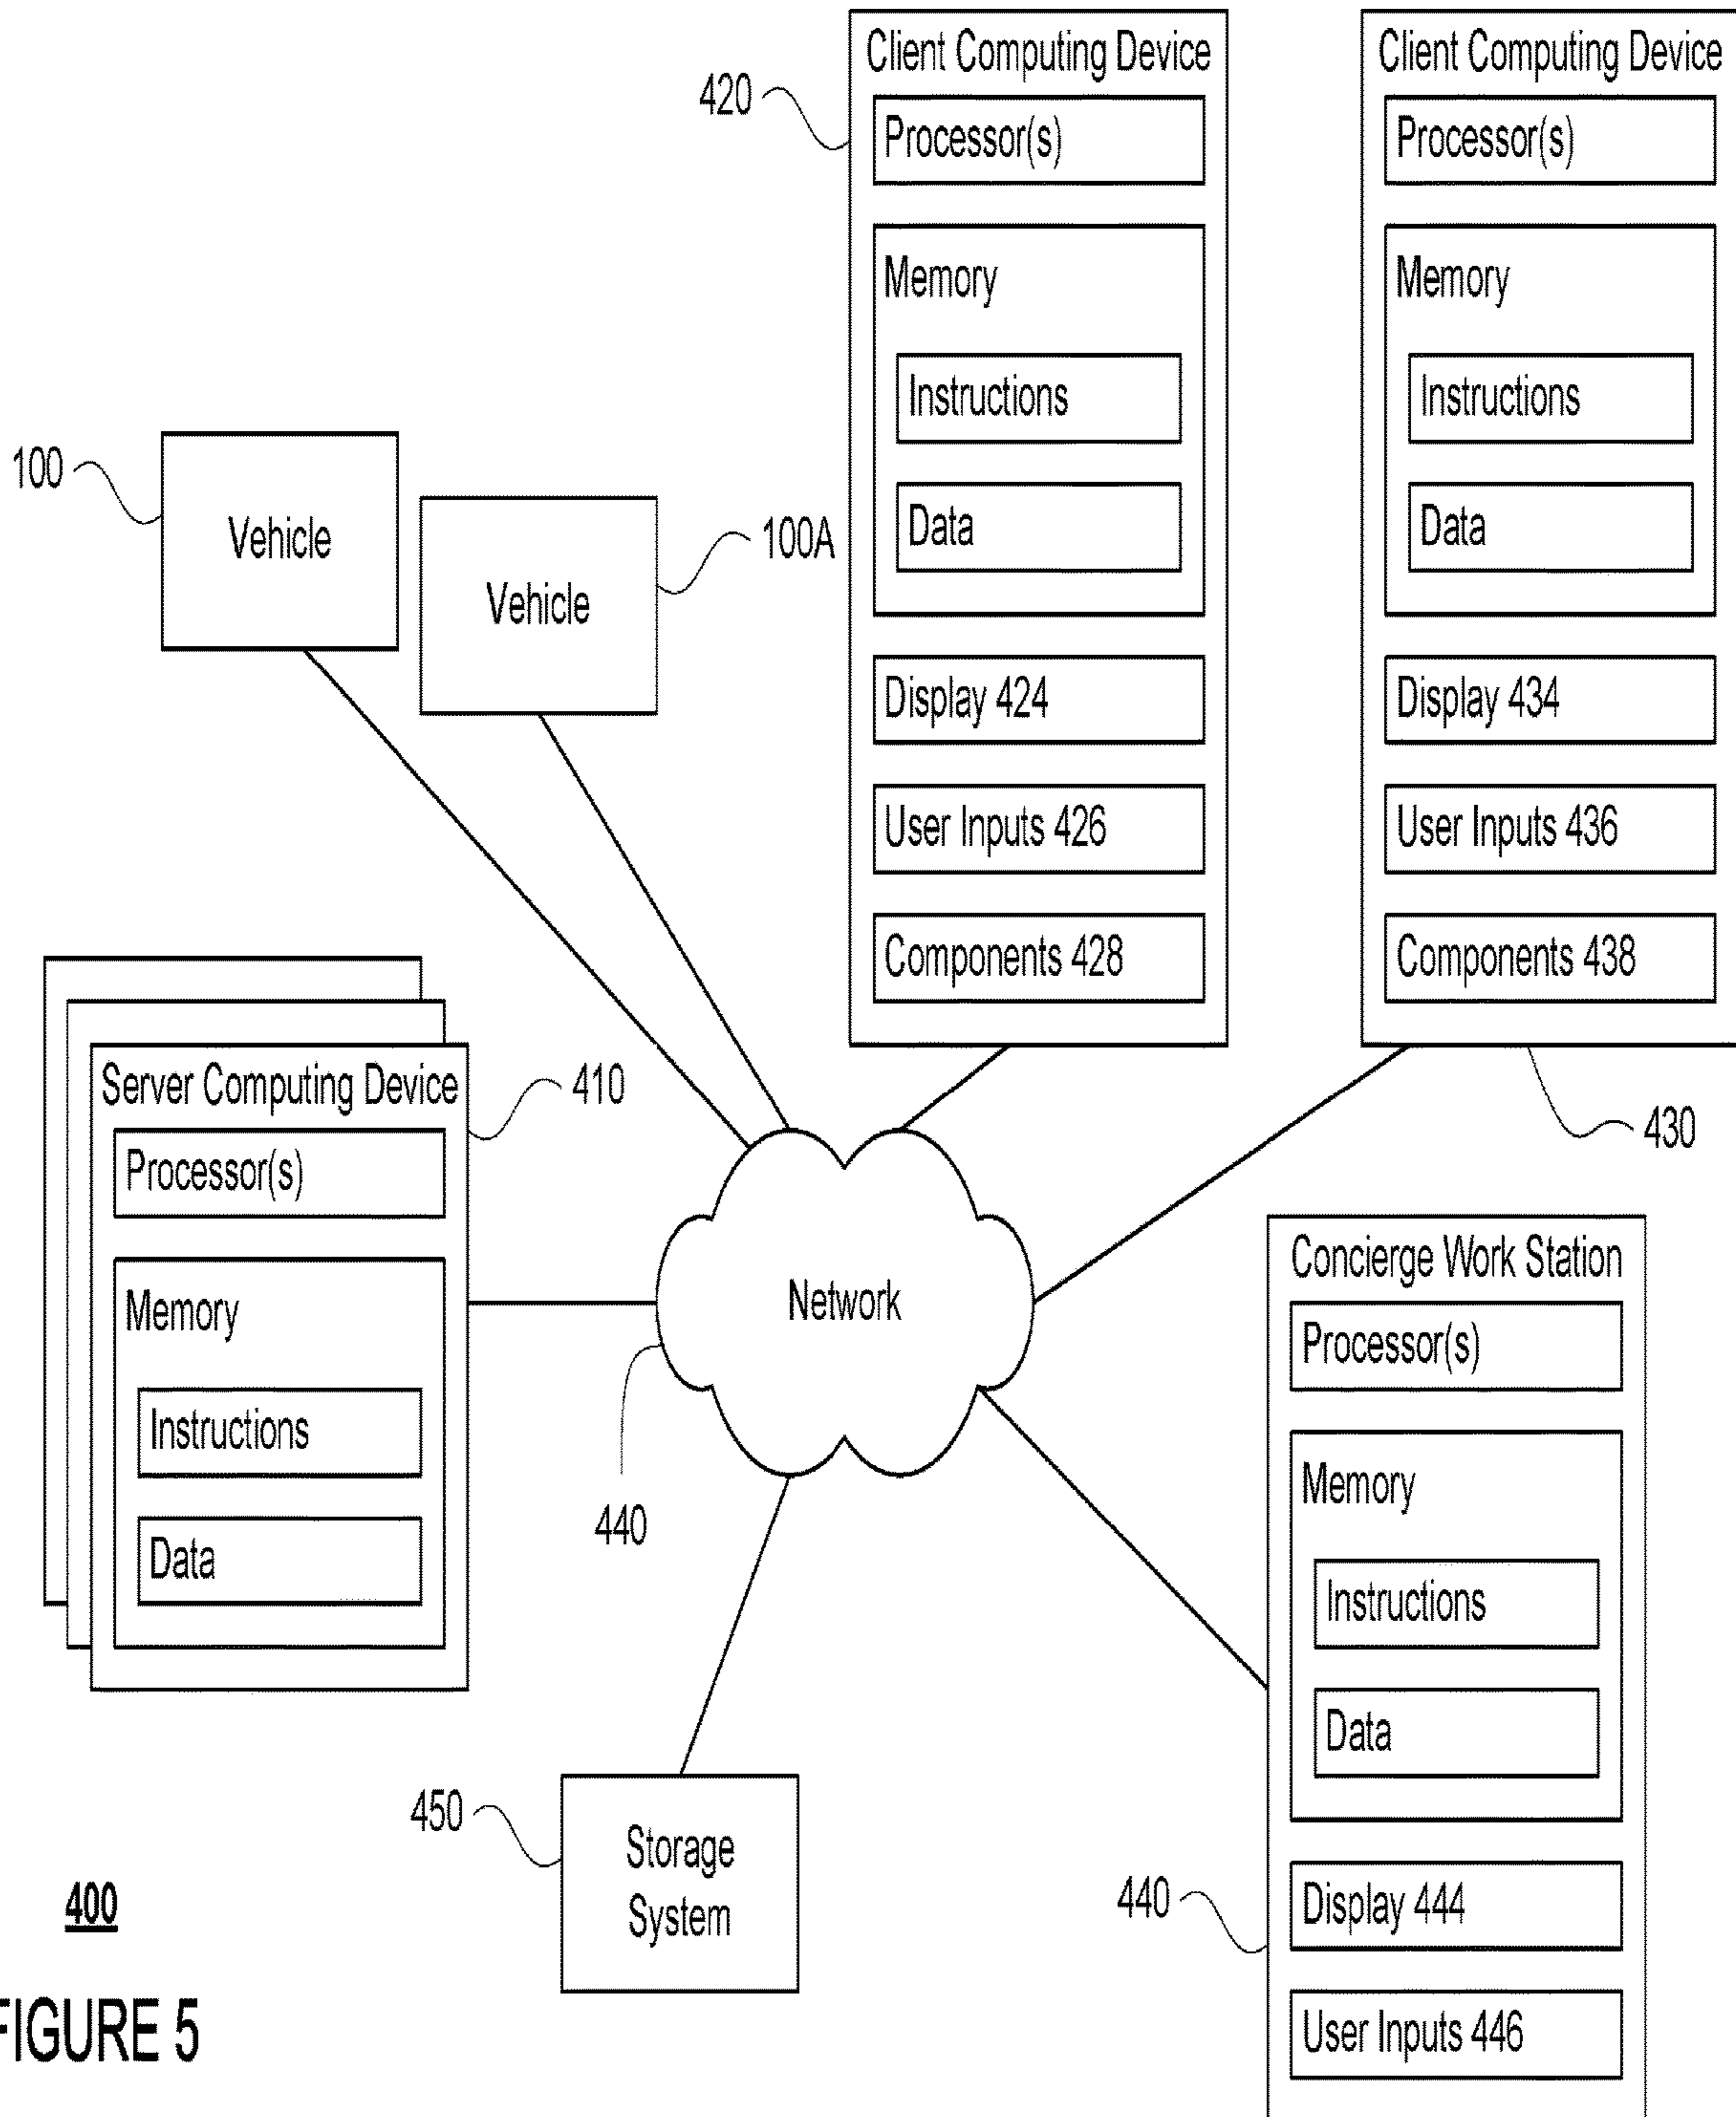 Client Computing Device
420
Processor(s)
Memory
Instructions
Data
Display 424
User Inputs 426
Components 428
Client Computing Device
Processor(s)
Memory
Instructions
Data
Display 434
User Inputs 436
Components 438
430
100
Vehicle
Vehicle
100A
Server Computing Device
410
Processor(s)
Memory
Instructions
Data
Network
440
Concierge Work Station
Processor(s)
Memory
Instructions
Data
Display 444
User Inputs 446
440
450
Storage
System
400
FIGURE 5